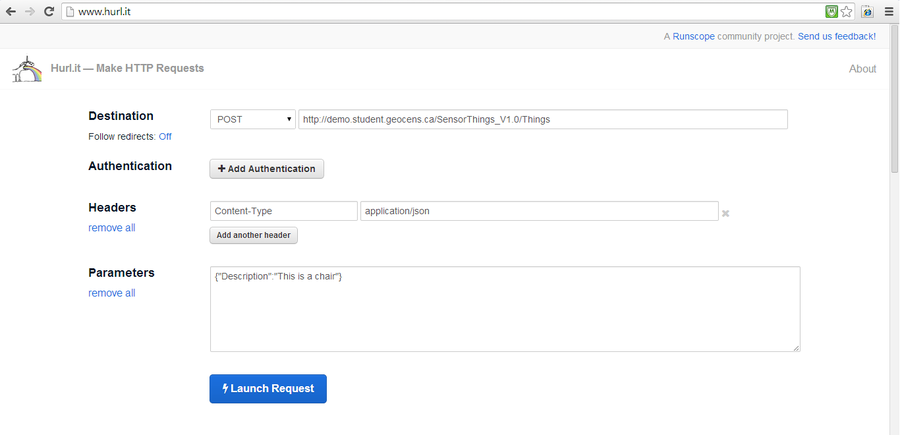 www.hurl.it
A Runscope community project. Send us feedback!
Hurl.it — Make HTTP Requests
About
Destination
POST
http://demo.student.geocens.ca/SensorThings_V1.0/Things
Follow redirects: Off
Authentication
+ Add Authentication
Headers
Content-Type
application/json
remove all
Add another header
Parameters
{"Description":"This is a chair"}
remove all
Launch Request